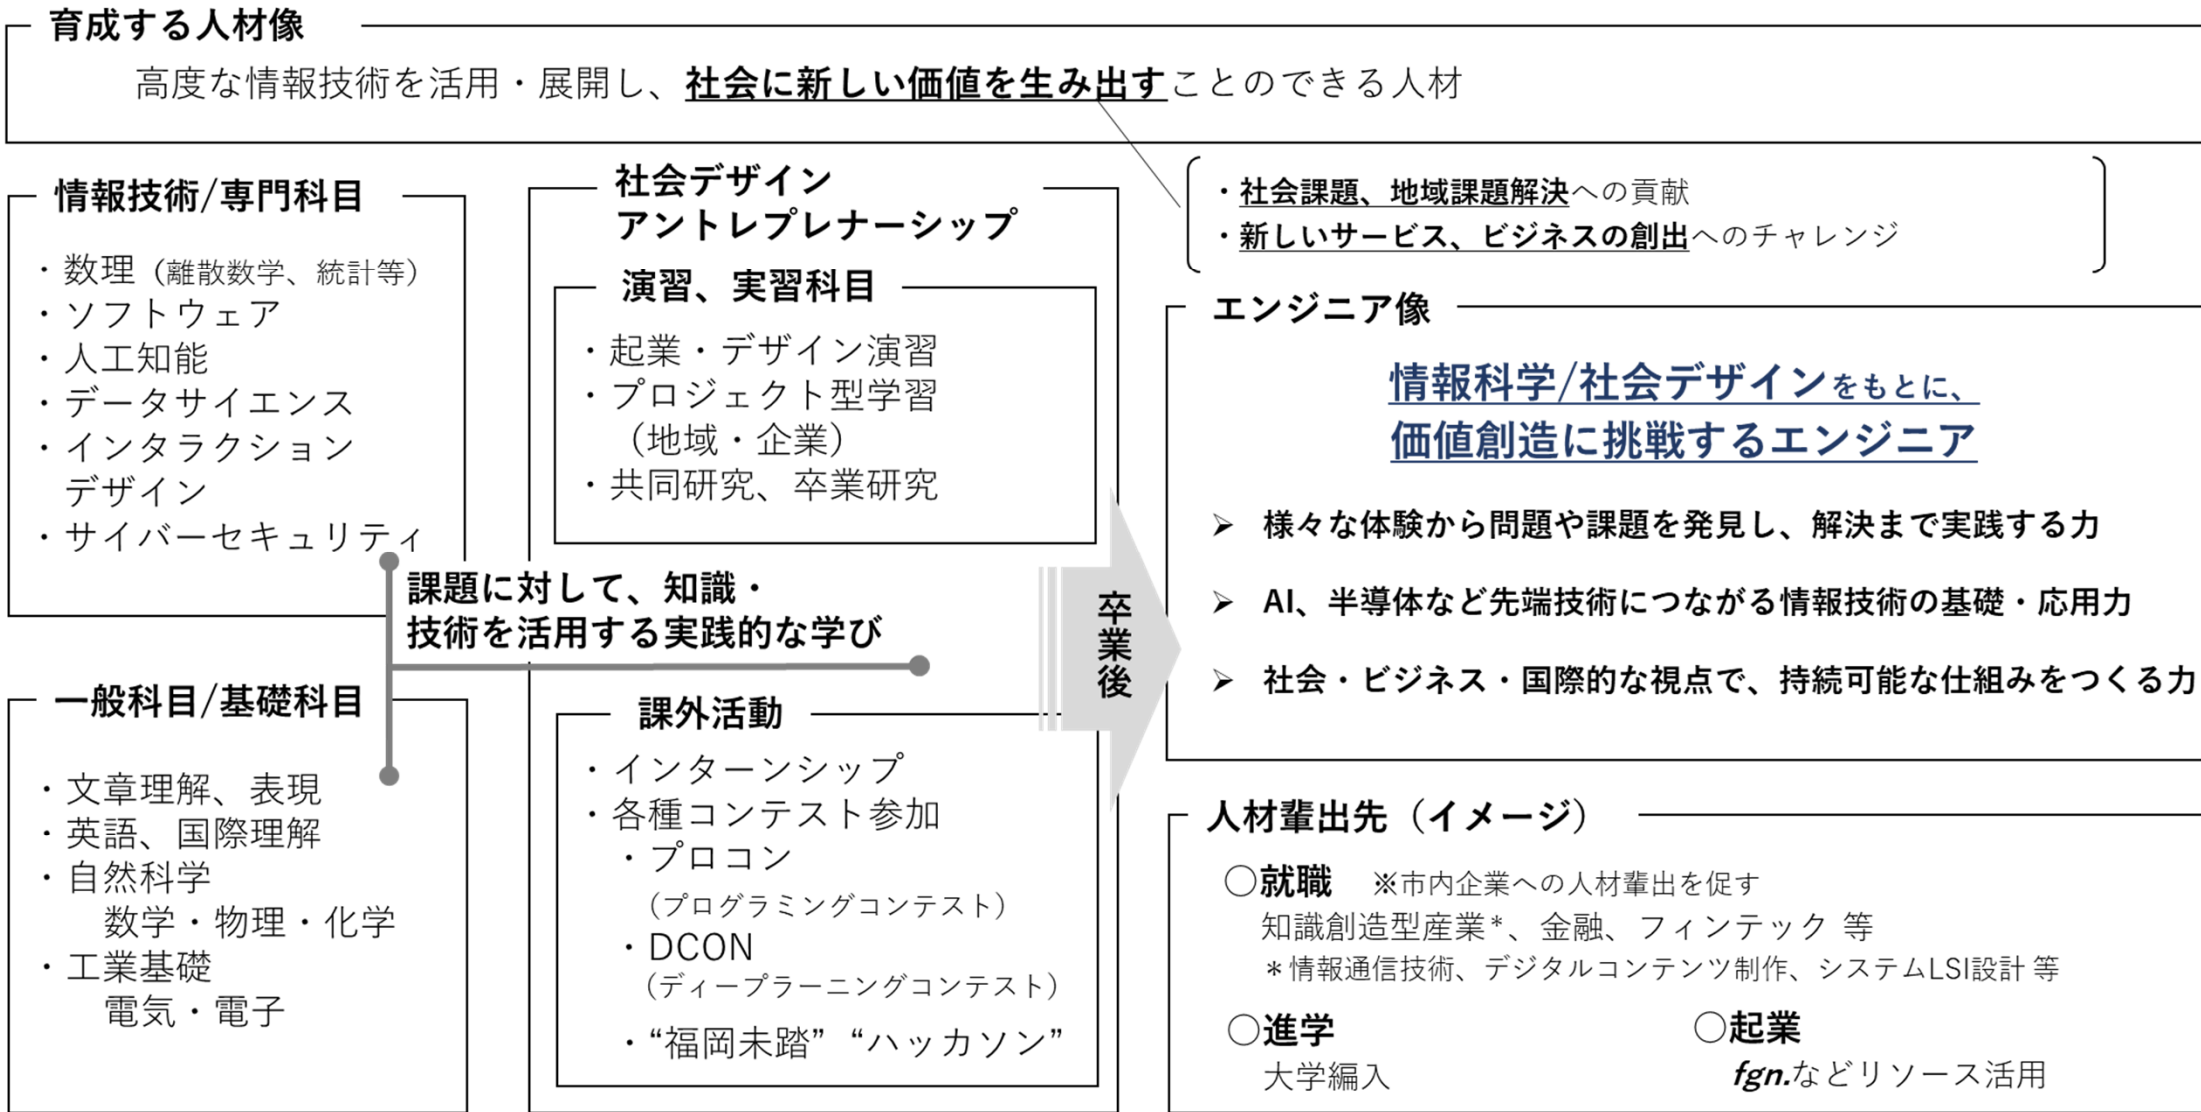 育成する人材像
高度な情報技術を活用・展開し、社会に新しい価値を生み出すことのできる人材
・社会課題、地域課題解決への貢献
・新しいサービス、ビジネスの創出へのチャレンジ
情報技術/専門科目
・数理（離散数学、統計等）
・ソフトウェア
・人工知能
・データサイエンス
・インタラクション
デザイン
・サイバーセキュリティ
一般科目/基礎科目
・文章理解、表現
・英語、国際理解
・自然科学
数学・物理・化学
・工業基礎
電気・電子
社会デザイン
アントレプレナーシップ
演習、実習科目
・起業・デザイン演習
・プロジェクト型学習
（地域・企業）
・共同研究、卒業研究
課題に対して、知識・
技術を活用する実践的な学び
課外活動
・インターンシップ
・各種コンテスト参加
・プロコン
（プログラミングコンテスト）
・DCON
（ディープラーニングコンテスト）
・“福岡未踏” “ハッカソン”
卒業後
エンジニア像
情報科学/社会デザインをもとに、
価値創造に挑戦するエンジニア
➢ 様々な体験から問題や課題を発見し、解決まで実践する力
➢ AI、半導体など先端技術につながる情報技術の基礎・応用力
➢ 社会・ビジネス・国際的な視点で、持続可能な仕組みをつくる力
人材輩出先（イメージ）
○就職 ※市内企業への人材輩出を促す
知識創造型産業*、金融、フィンテック 等
＊情報通信技術、デジタルコンテンツ制作、システムLSI設計 等
○進学
大学編入
○起業
fgn.などリソース活用